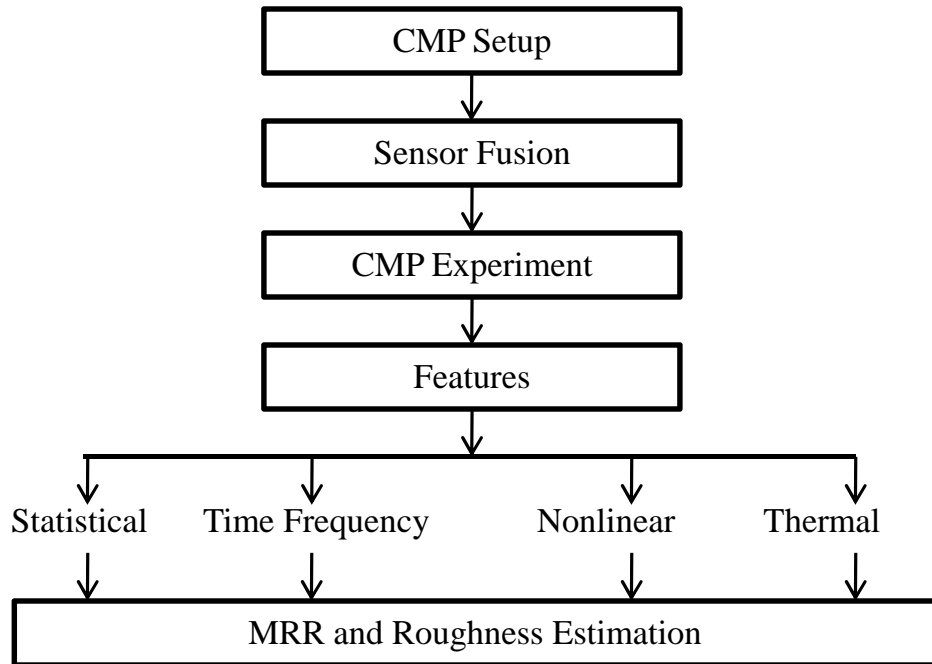 CMP Setup
Sensor Fusion
CMP Experiment
Features
Statistical
Time Frequency
Nonlinear
Thermal
MRR and Roughness Estimation